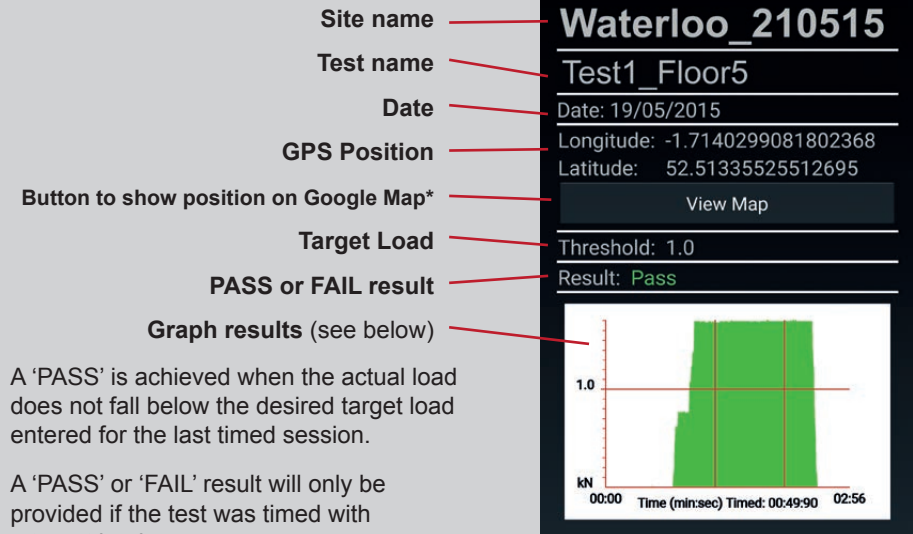 Site name
Test name
Date
GPS Position
Button to show position on Google Map*
Target Load
PASS or FAIL result
Graph results (see below)
A ‘PASS’ is achieved when the actual load
does not fall below the desired target load
entered for the last timed session.
A ‘PASS’ or ‘FAIL’ result will only be
provided if the test was timed with
Waterloo_210515
Test1_Floor5
Date: 19/05/2015
Longitude: -1.7140299081802368
Latitude: 52.51335525512695
View Map
Threshold: 1.0
Result: Pass
1.0
kN
00:00 Time (min:sec) Timed: 00:49:90 02:56